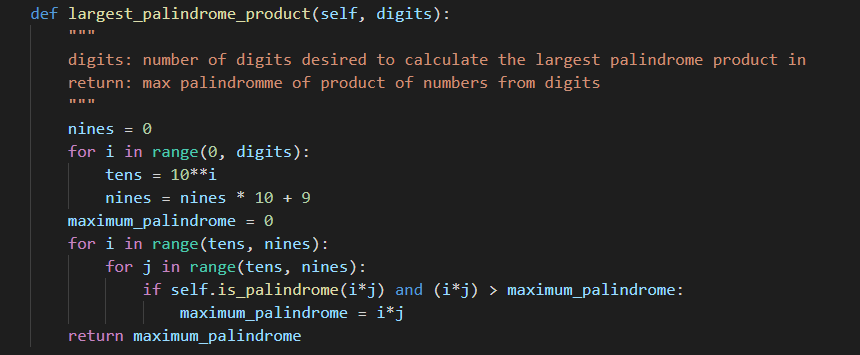 def largest_palindrome_product(self, digits):
    """
    digits: number of digits desired to calculate the largest palindrome product in
    return: max palindromme of product of numbers from digits
    """
    nines = 0
    for i in range(0, digits):
        tens = 10**i
        nines = nines * 10 + 9
    maximum_palindrome = 0
    for i in range(tens, nines):
        for j in range(tens, nines):
            if self.is_palindrome(i*j) and (i*j) > maximum_palindrome:
                maximum_palindrome = i*j
    return maximum_palindrome